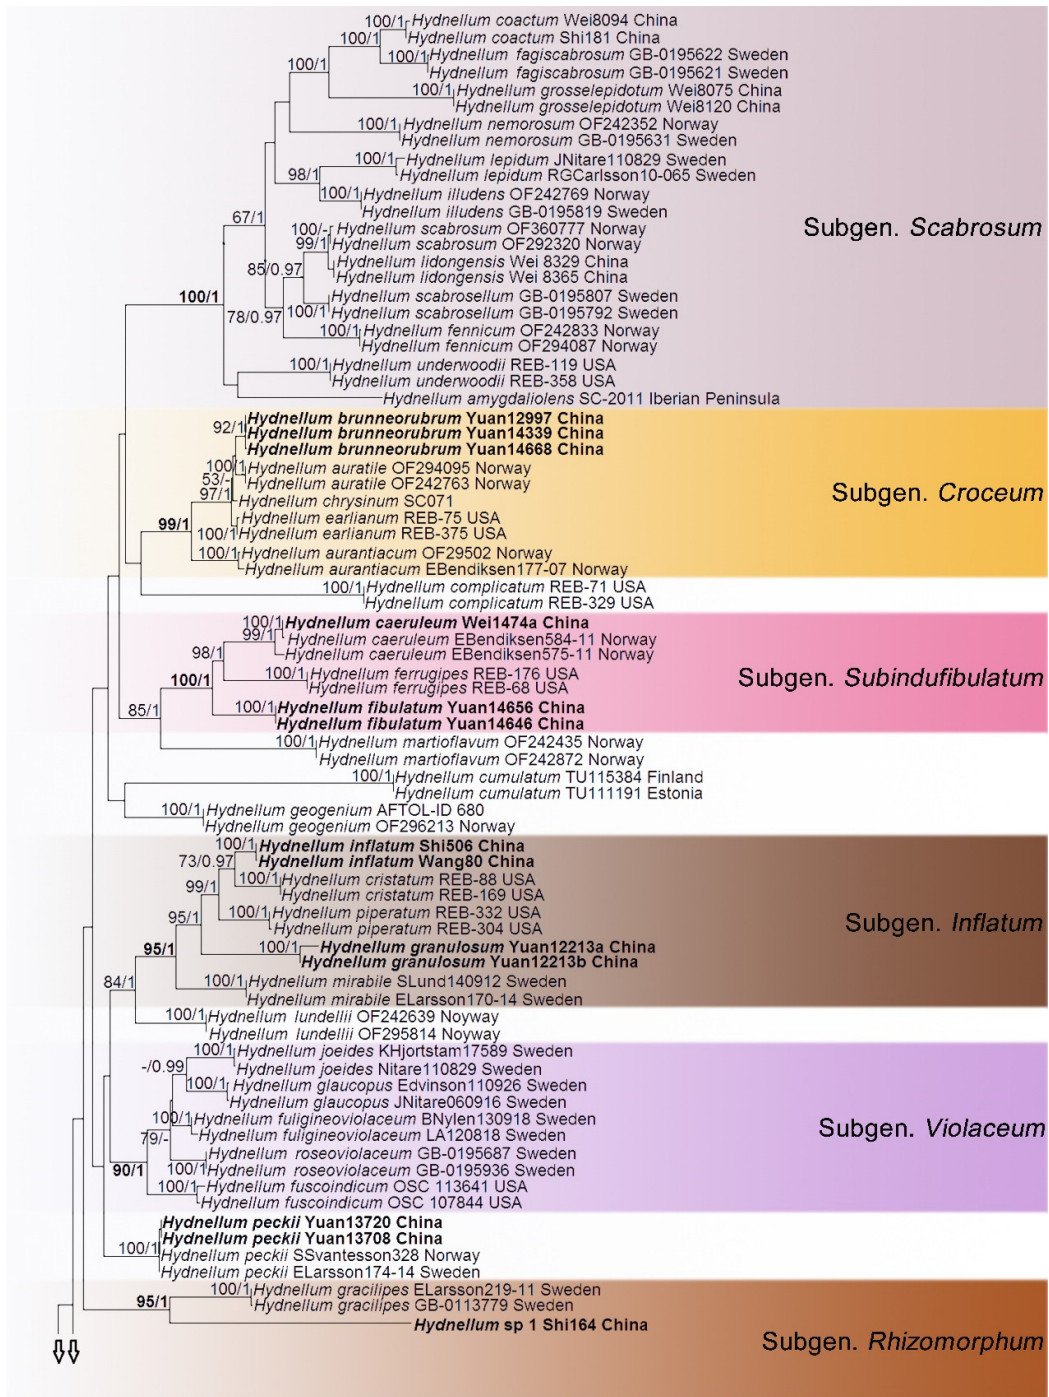 100/1 Hydnellum coactum Wei8094 China
100/1 Hydnellum coactum Shi181 China
100/1 Hydnellum fagiscabrosum GB-0195622 Sweden
100/1 Hydnellum fagiscabrosum GB-0195621 Sweden
100/1 Hydnellum grosselepidotum Wei8075 China
Hydnellum grosselepidotum Wei8120 China
100/1 Hydnellum nemorosum OF242352 Norway
Hydnellum nemorosum GB-0195631 Sweden
100/1 Hydnellum lepidum JNitare110829 Sweden
98/1 Hydnellum lepidum RGCarlsson10-065 Sweden
100/1 Hydnellum illudens OF242769 Norway
Hydnellum illudens GB-0195819 Sweden
67/1
Subgen. Scabrosum
100/- Hydnellum scabrosum OF360777 Norway
99/1 Hydnellum scabrosum OF292320 Norway
85/0.97 Hydnellum lidongensis Wei 8329 China
Hydnellum lidongensis Wei 8365 China
100/1 Hydnellum scabrosellum GB-0195807 Sweden
78/0.97 100/1 Hydnellum scabrosellum GB-0195792 Sweden
100/1 Hydnellum fennicum OF242833 Norway
Hydnellum fennicum OF294087 Norway
100/1 Hydnellum underwoodii REB-119 USA
Hydnellum underwoodii REB-358 USA
Hydnellum amygdaliolens SC-2011 Iberian Peninsula
Hydnellum brunneorubrum Yuan12997 China
92/1 Hydnellum brunneorubrum Yuan14339 China
Hydnellum brunneorubrum Yuan14668 China
100/1 Hydnellum auratile OF294095 Norway
53/- Hydnellum auratile OF242763 Norway
97/1 Hydnellum chrysinum SC071
Subgen. Croceum
Hydnellum earlianum REB-75 USA
99/1 100/1 Hydnellum earlianum REB-375 USA
100/1 Hydnellum aurantiacum OF29502 Norway
Hydnellum aurantiacum EBendiksen177-07 Norway
100/1 Hydnellum complicatum REB-71 USA
Hydnellum complicatum REB-329 USA
100/1 Hydnellum caeruleum Wei1474a China
99/1 Hydnellum caeruleum EBendiksen584-11 Norway
98/1 Hydnellum caeruleum EBendiksen575-11 Norway
100/1 Hydnellum ferrugipes REB-176 USA
100/1 Hydnellum ferrugipes REB-68 USA
Subgen. Subindufibulatum
100/1 Hydnellum fibulatum Yuan14656 China
85/1 Hydnellum fibulatum Yuan14646 China
100/1 Hydnellum martioflavum OF242435 Norway
Hydnellum martioflavum OF242872 Norway
100/1 Hydnellum cumulatum TU115384 Finland
Hydnellum cumulatum TU111191 Estonia
100/1 Hydnellum geogenium AFTOL-ID 680
Hydnellum geogenium OF296213 Norway
100/1 Hydnellum inflatum Shi506 China
73/0.97 Hydnellum inflatum Wang80 China
100/1 Hydnellum cristatum REB-88 USA
99/1 Hydnellum cristatum REB-169 USA
100/1 Hydnellum piperatum REB-332 USA
95/1 Hydnellum piperatum REB-304 USA
Subgen. Inflatum
95/1 100/1 Hydnellum granulosum Yuan12213a China
Hydnellum granulosum Yuan12213b China
84/1 100/1 Hydnellum mirabile SLund140912 Sweden
Hydnellum mirabile ELarsson170-14 Sweden
100/1 Hydnellum lundellii OF242639 Noyway
Hydnellum lundellii OF295814 Noyway
100/1 Hydnellum joeides KHjortstam17589 Sweden
-/0.99 Hydnellum joeides Nitare110829 Sweden
100/1 Hydnellum glaucopus Edvinson110926 Sweden
Hydnellum glaucopus JNitare060916 Sweden
100/1 Hydnellum fuligineoviolaceum BNylen130918 Sweden
79/- Hydnellum fuligineoviolaceum LA120818 Sweden
Subgen. Violaceum
Hydnellum roseoviolaceum GB-0195687 Sweden
90/1 100/1 Hydnellum roseoviolaceum GB-0195936 Sweden
100/1 Hydnellum fuscoindicum OSC 113641 USA
Hydnellum fuscoindicum OSC 107844 USA
Hydnellum peckii Yuan13720 China
Hydnellum peckii Yuan13708 China
100/1 Hydnellum peckii SSvantesson328 Norway
Hydnellum peckii ELarsson174-14 Sweden
100/1 Hydnellum gracilipes ELarsson219-11 Sweden
95/1 Hydnellum gracilipes GB-0113779 Sweden
Hydnellum sp 1 Shi164 China
Subgen. Rhizomorphum